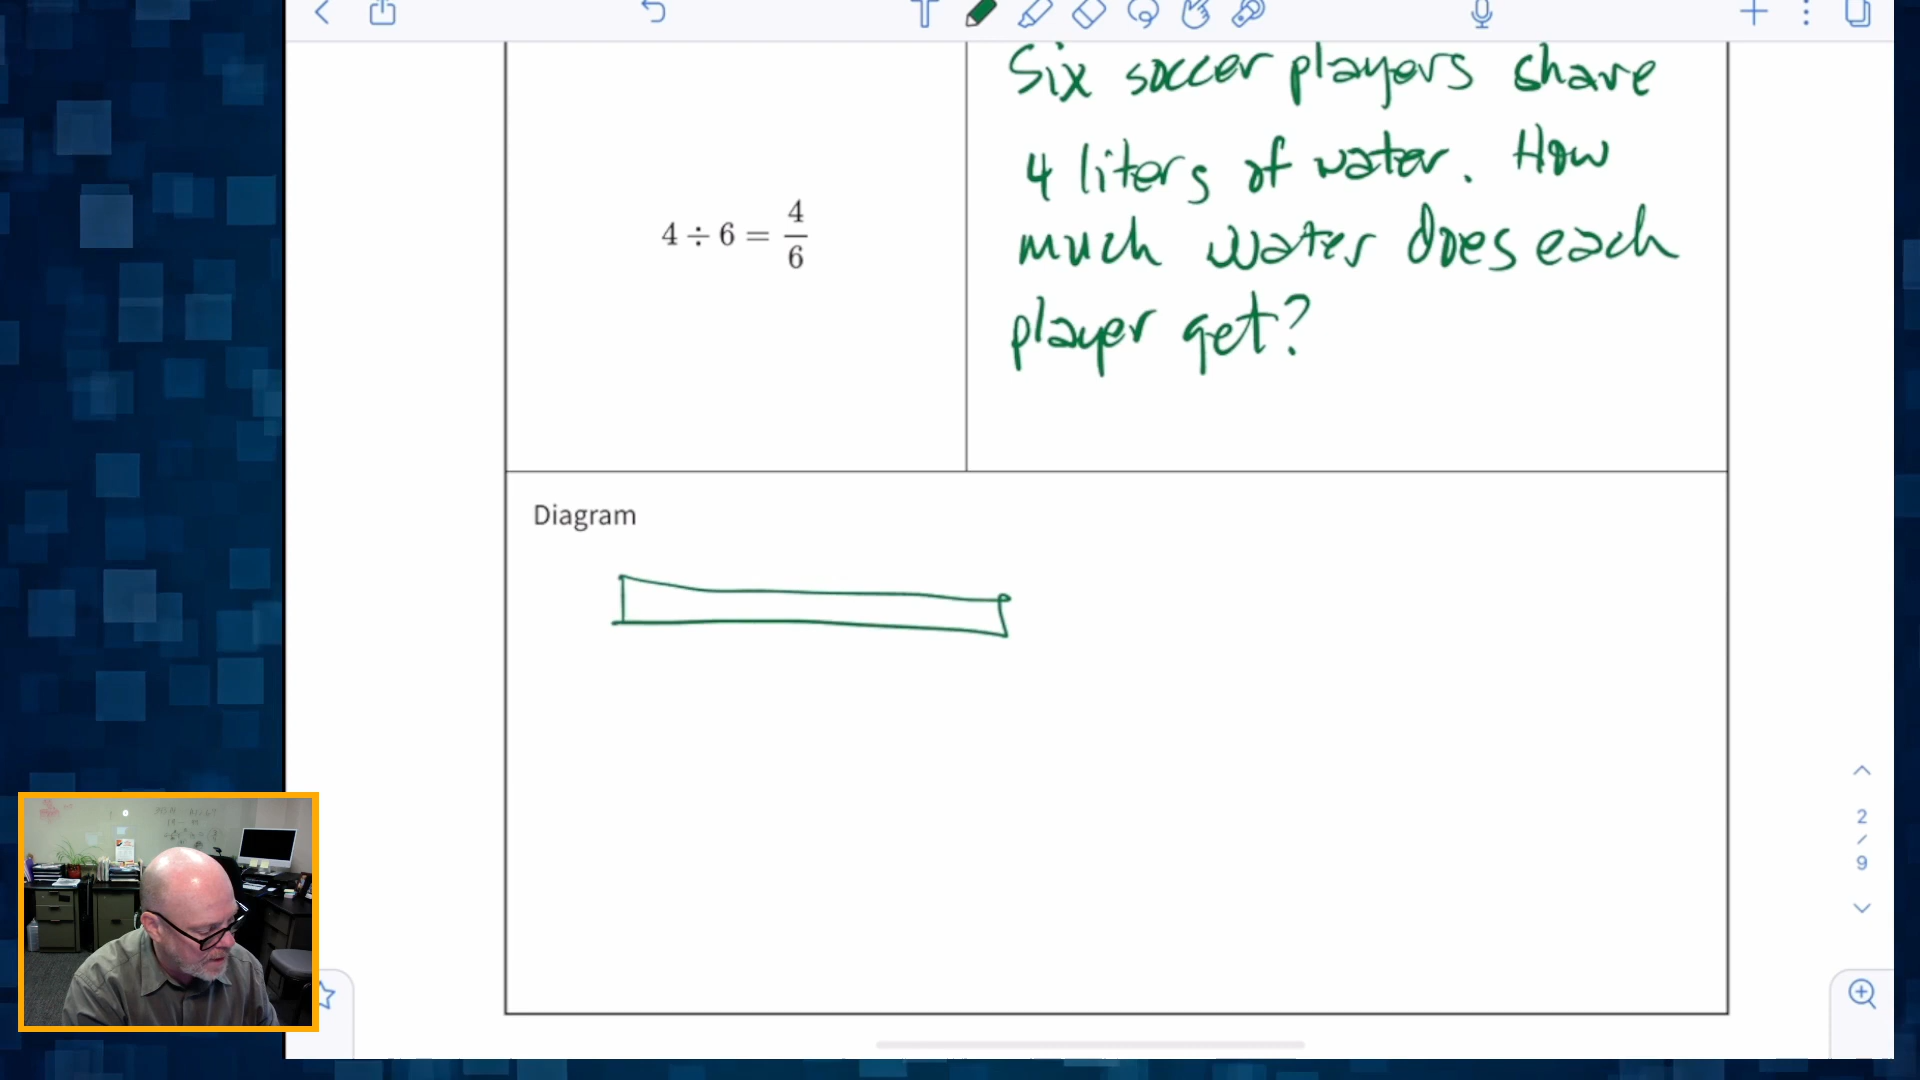 Six soccer players share
4 liters of water. How
much water does each
player get?
4 ÷ 6 = 4/6
Diagram
2
/
9